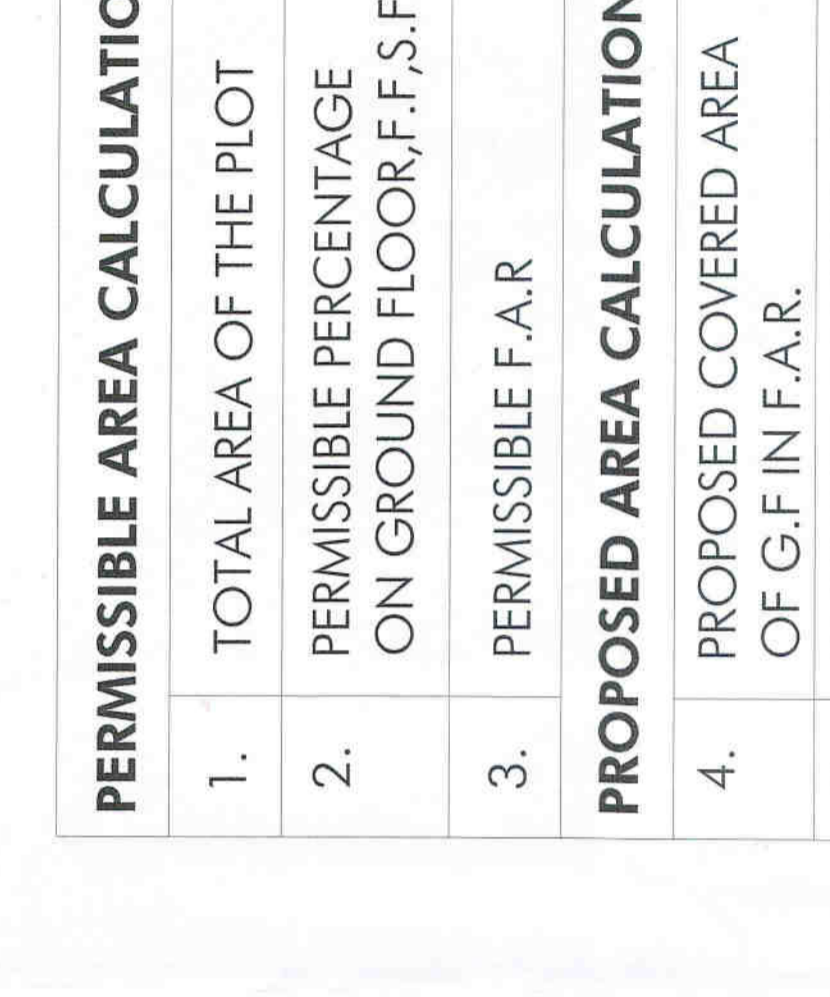 PERMISSIBLE AREA CALCULATIO
1. TOTAL AREA OF THE PLOT
2. PERMISSIBLE PERCENTAGE
ON GROUND FLOOR,F.F,S.F
3. PERMISSIBLE F.A.R
PROPOSED AREA CALCULATION
4. PROPOSED COVERED AREA
OF G.F IN F.A.R.